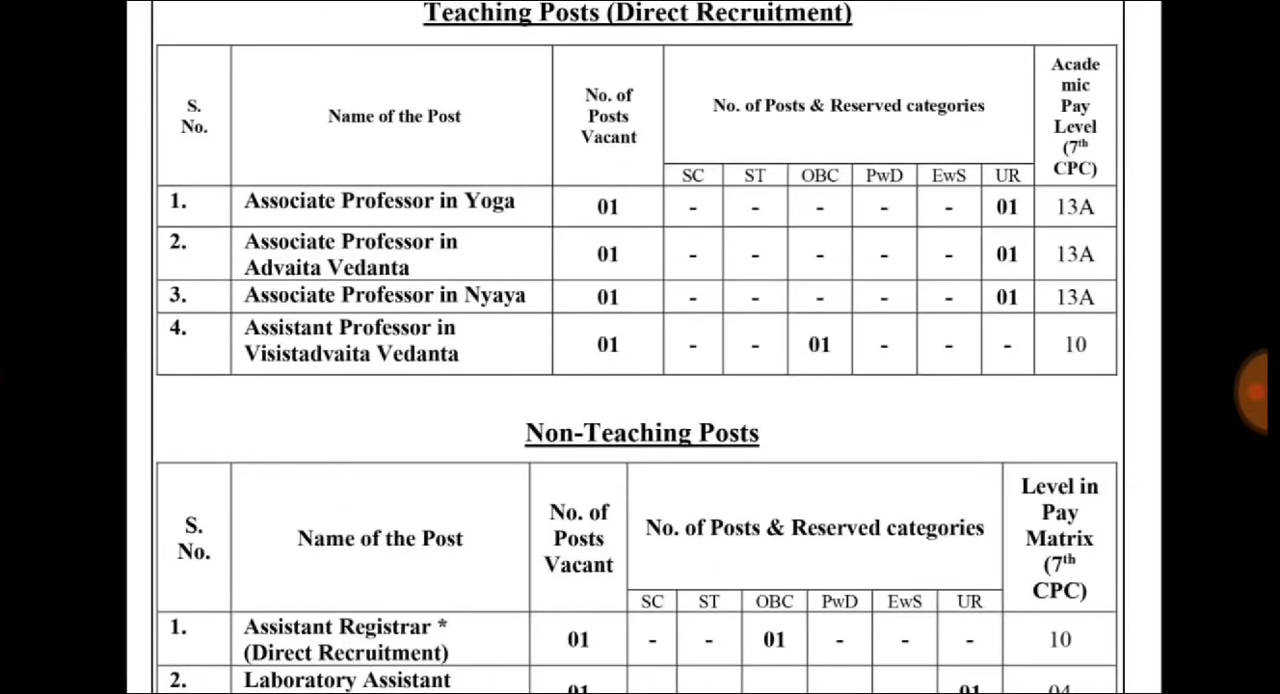 Teaching Posts (Direct Recruitment)
S. No.
Name of the Post
No. of Posts Vacant
No. of Posts & Reserved categories
Acade mic Pay Level (7th CPC)
SC ST OBC PwD EwS UR
1. Associate Professor in Yoga 01 - - - - - 01 13A
2. Associate Professor in
Advaita Vedanta 01 - - - - - 01 13A
3. Associate Professor in Nyaya 01 - - - - - 01 13A
4. Assistant Professor in
Visistadvaita Vedanta 01 - - 01 - - - 10
Non-Teaching Posts
S. No.
Name of the Post
No. of Posts Vacant
No. of Posts & Reserved categories
Level in Pay Matrix (7th CPC)
SC ST OBC PwD EwS UR
1. Assistant Registrar *
(Direct Recruitment) 01 - - 01 - - - 10
2. Laboratory Assistant
01 01 04